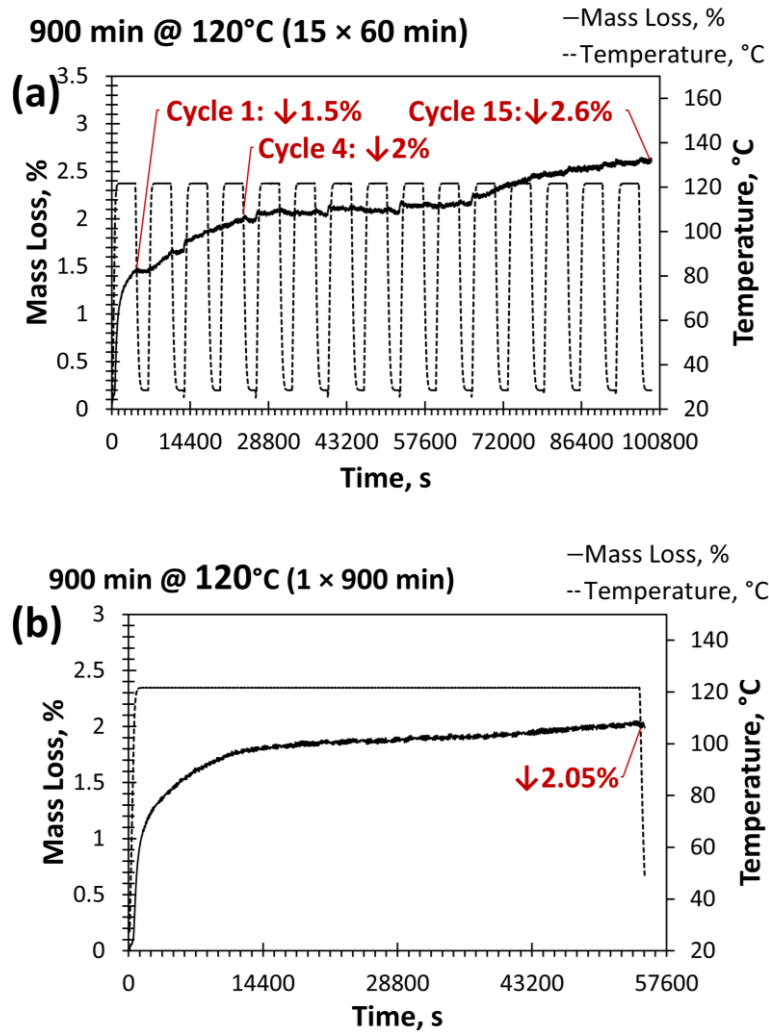 900 min @ 120°C (15 × 60 min)
—Mass Loss, %
--Temperature, °C
(a)
Cycle 1: ↓1.5%
Cycle 15:↓2.6%
Cycle 4: ↓2%
Mass Loss, %
3.5
3
2.5
2
1.5
1
0.5
0
160
140
120
100
80
60
40
20
Temperature, °C
0 14400 28800 43200 57600 72000 86400 100800
Time, s
900 min @ 120°C (1 × 900 min)
—Mass Loss, %
--Temperature, °C
(b)
Mass Loss, %
3
2.5
2
1.5
1
0.5
0
↓2.05%
140
120
100
80
60
40
20
Temperature, °C
0 14400 28800 43200 57600
Time, s